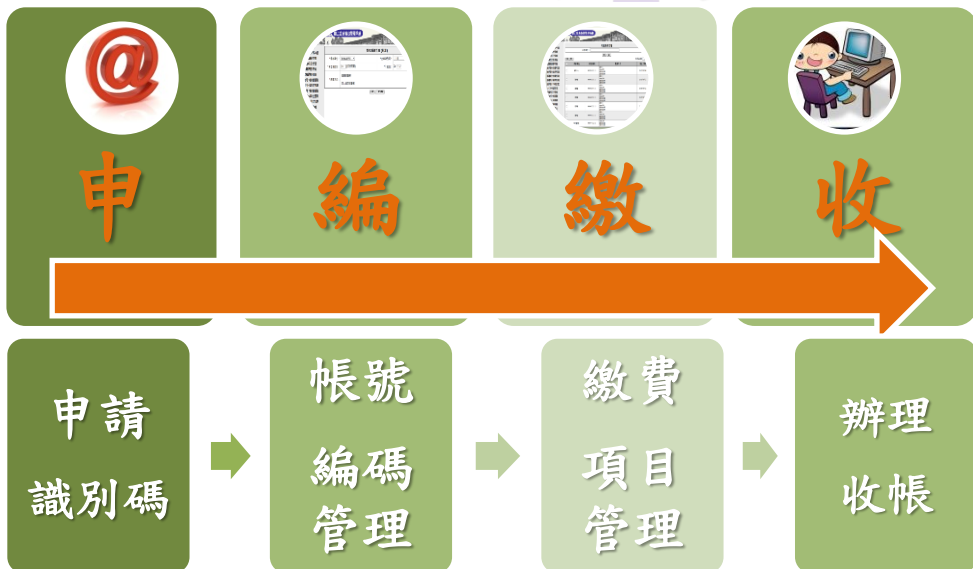 申
編
繳
收
申請
識別碼
帳號
編碼
管理
繳費
項目
管理
辦理
收帳